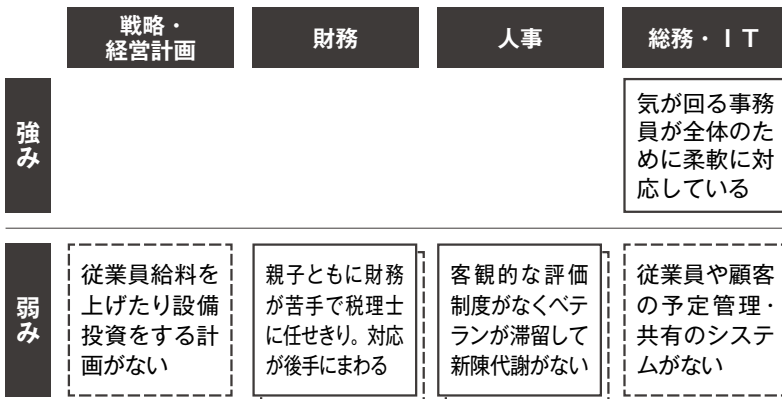 戦略・
経営計画
財務
人事
総務・ＩＴ
強み
気が回る事務
員が全体のた
めに柔軟に対
応している
弱み
従業員給料を
上げたり設備
投資をする計
画がない
親子ともに財務
が苦手で税理士
に任せきり。対応
が後手にまわる
客観的な評価
制度がなくベテ
ランが滞留して
新陳代謝がない
従業員や顧客
の予定管理・
共有のシステ
ムがない